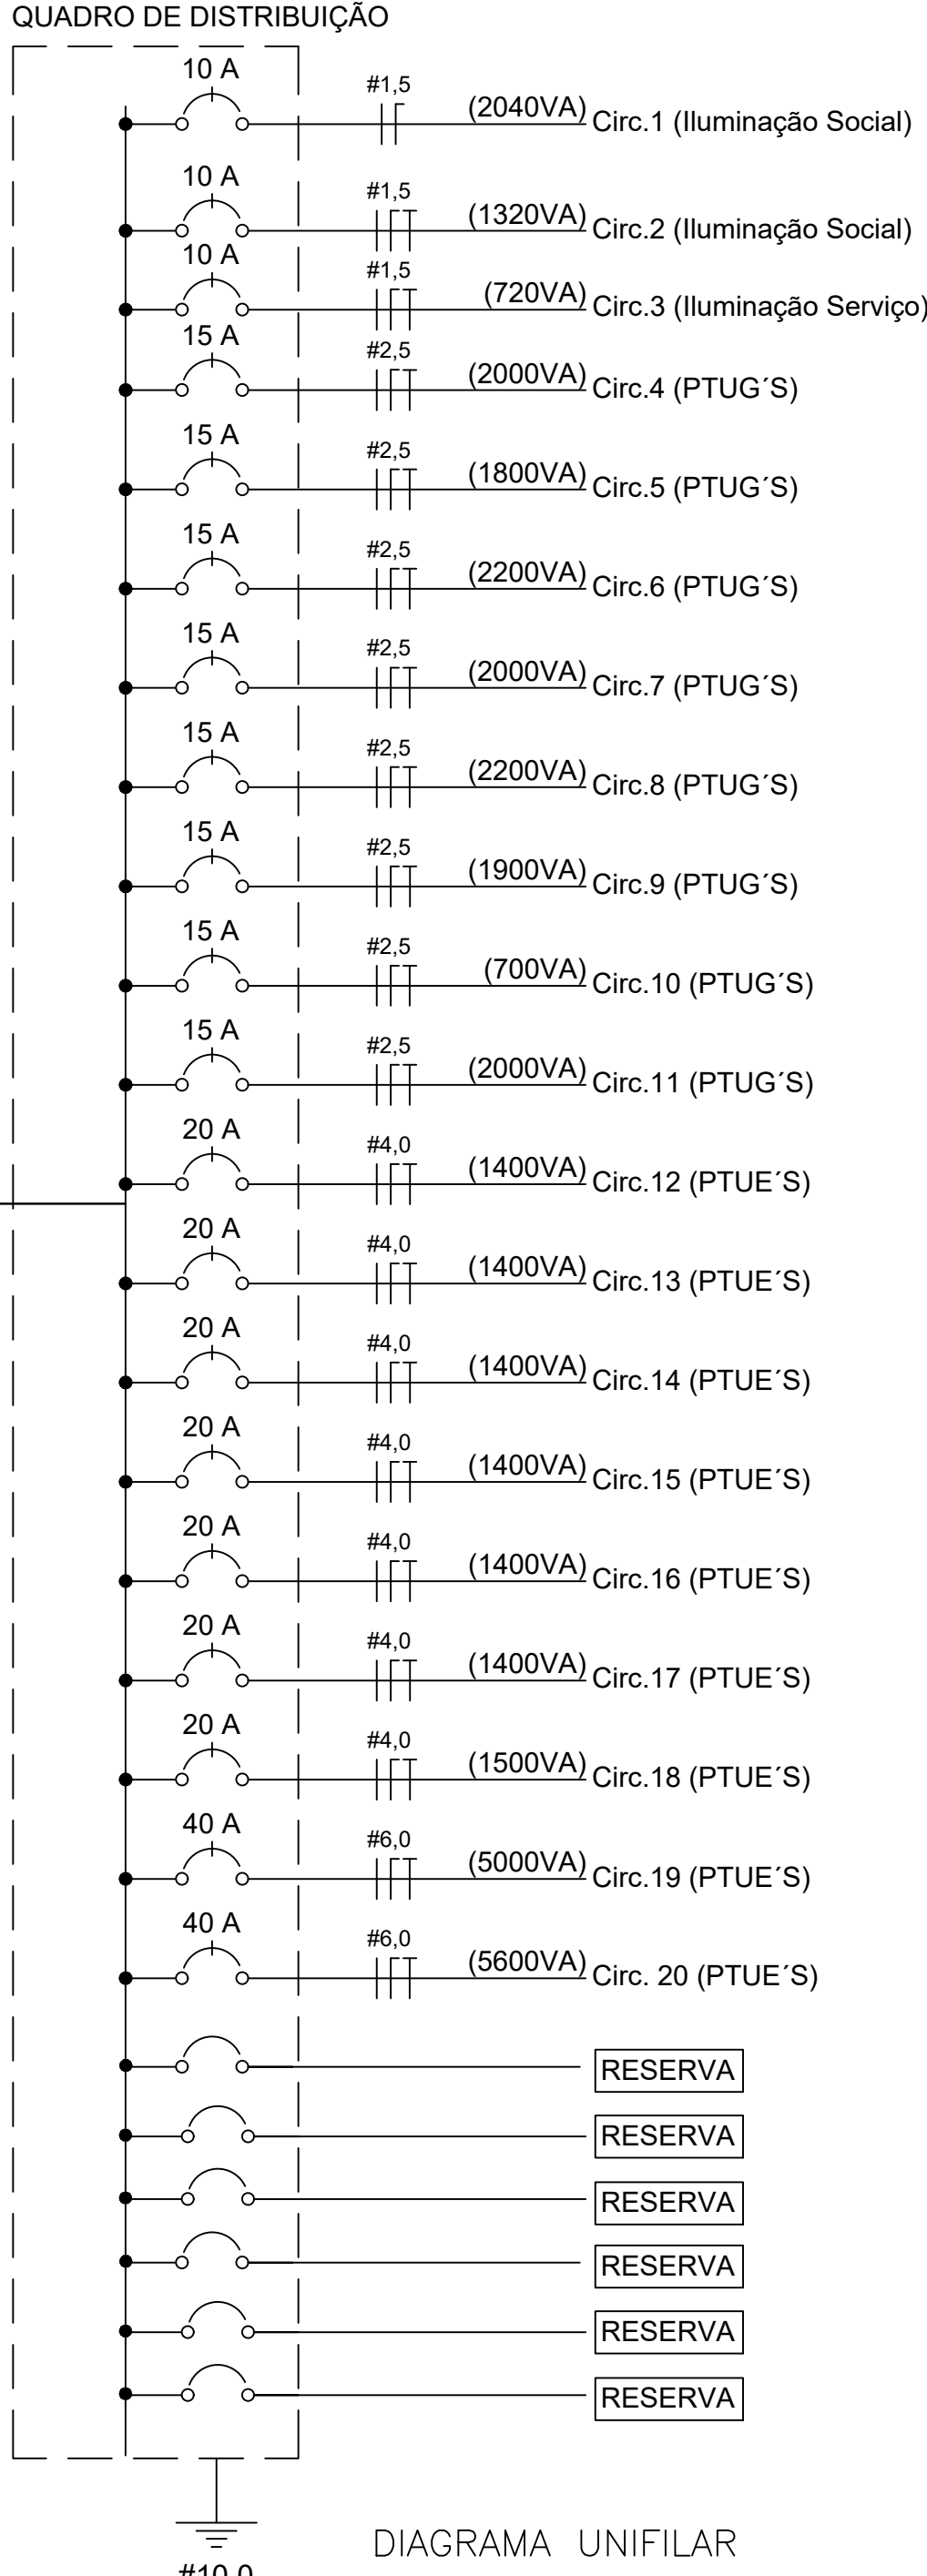 QUADRO DE DISTRIBUIÇÃO
10 A #1,5 (2040VA) Circ.1 (Iluminação Social)
10 A #1,5 (1320VA) Circ.2 (Iluminação Social)
10 A #1,5 (720VA) Circ.3 (Iluminação Serviço)
15 A #2,5 (2000VA) Circ.4 (PTUG´S)
15 A #2,5 (1800VA) Circ.5 (PTUG´S)
15 A #2,5 (2200VA) Circ.6 (PTUG´S)
15 A #2,5 (2000VA) Circ.7 (PTUG´S)
15 A #2,5 (2200VA) Circ.8 (PTUG´S)
15 A #2,5 (1900VA) Circ.9 (PTUG´S)
15 A #2,5 (700VA) Circ.10 (PTUG´S)
15 A #2,5 (2000VA) Circ.11 (PTUG´S)
20 A #4,0 (1400VA) Circ.12 (PTUE´S)
20 A #4,0 (1400VA) Circ.13 (PTUE´S)
20 A #4,0 (1400VA) Circ.14 (PTUE´S)
20 A #4,0 (1400VA) Circ.15 (PTUE´S)
20 A #4,0 (1400VA) Circ.16 (PTUE´S)
20 A #4,0 (1400VA) Circ.17 (PTUE´S)
20 A #4,0 (1500VA) Circ.18 (PTUE´S)
40 A #6,0 (5000VA) Circ.19 (PTUE´S)
40 A #6,0 (5600VA) Circ. 20 (PTUE´S)
RESERVA
RESERVA
RESERVA
RESERVA
RESERVA
RESERVA
DIAGRAMA UNIFILAR
#10,0